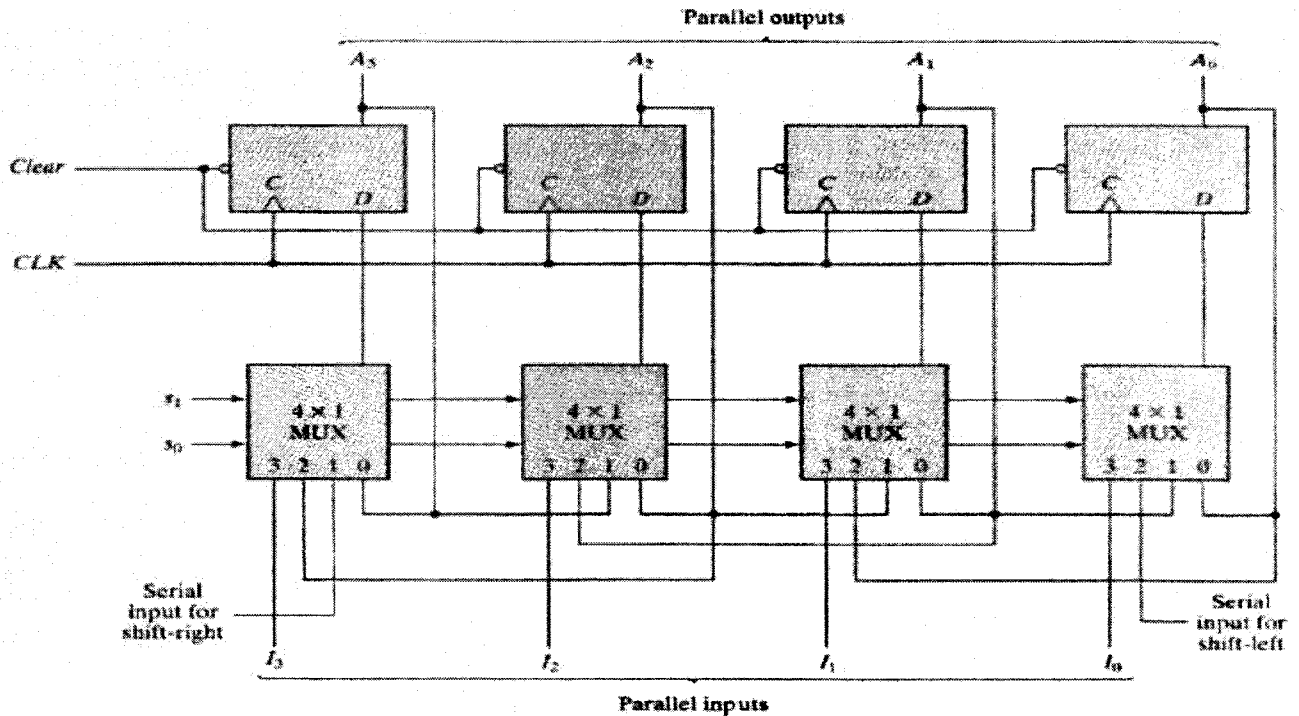 Parallel outputs
A₃ A₂ A₁ A₀
Clear
C D C D C D C D
CLK
s₁
4 × 1 4 × 1 4 × 1 4 × 1
MUX MUX MUX MUX
s₀
3 2 1 0 3 2 1 0 3 2 1 0 3 2 1 0
Serial
input for
shift-right
Serial
input for
shift-left
I₃ I₂ I₁ I₀
Parallel inputs